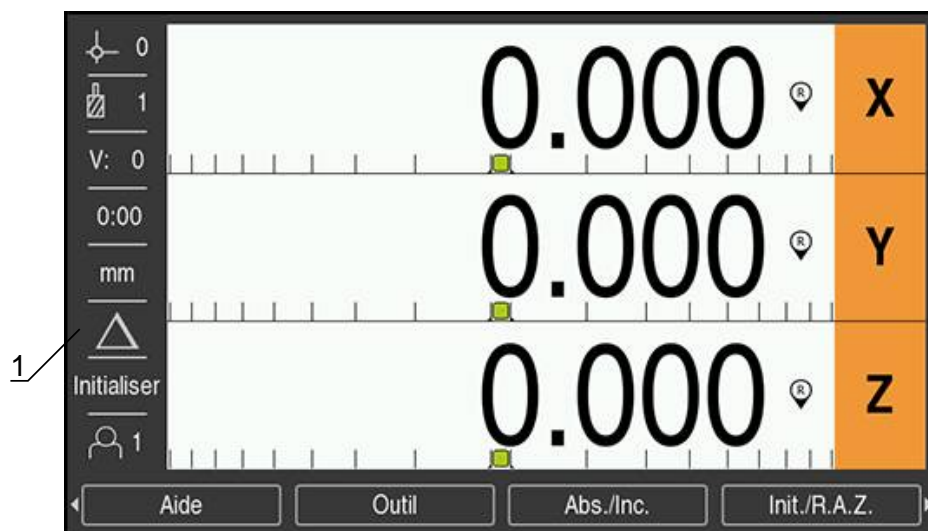 0
1
V: 0
0:00
mm
Initialiser
1
1
0.000 R X
0.000 R Y
0.000 R Z
Aide Outil Abs./Inc. Init./R.A.Z.